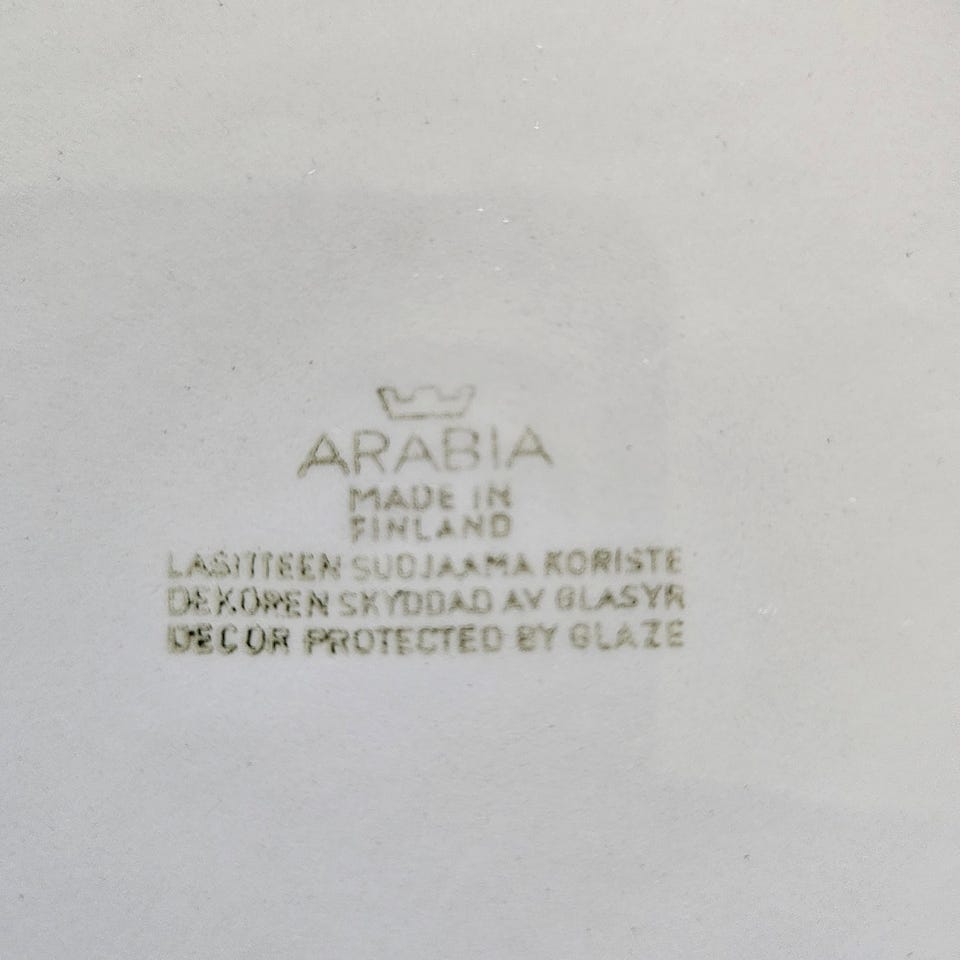 ARABIA
MADE IN
FINLAND
LASITTEEN SUOJAAMA KORISTE
DEKOREN SKYDDAD AV GLASYR
DECOR PROTECTED BY GLAZE